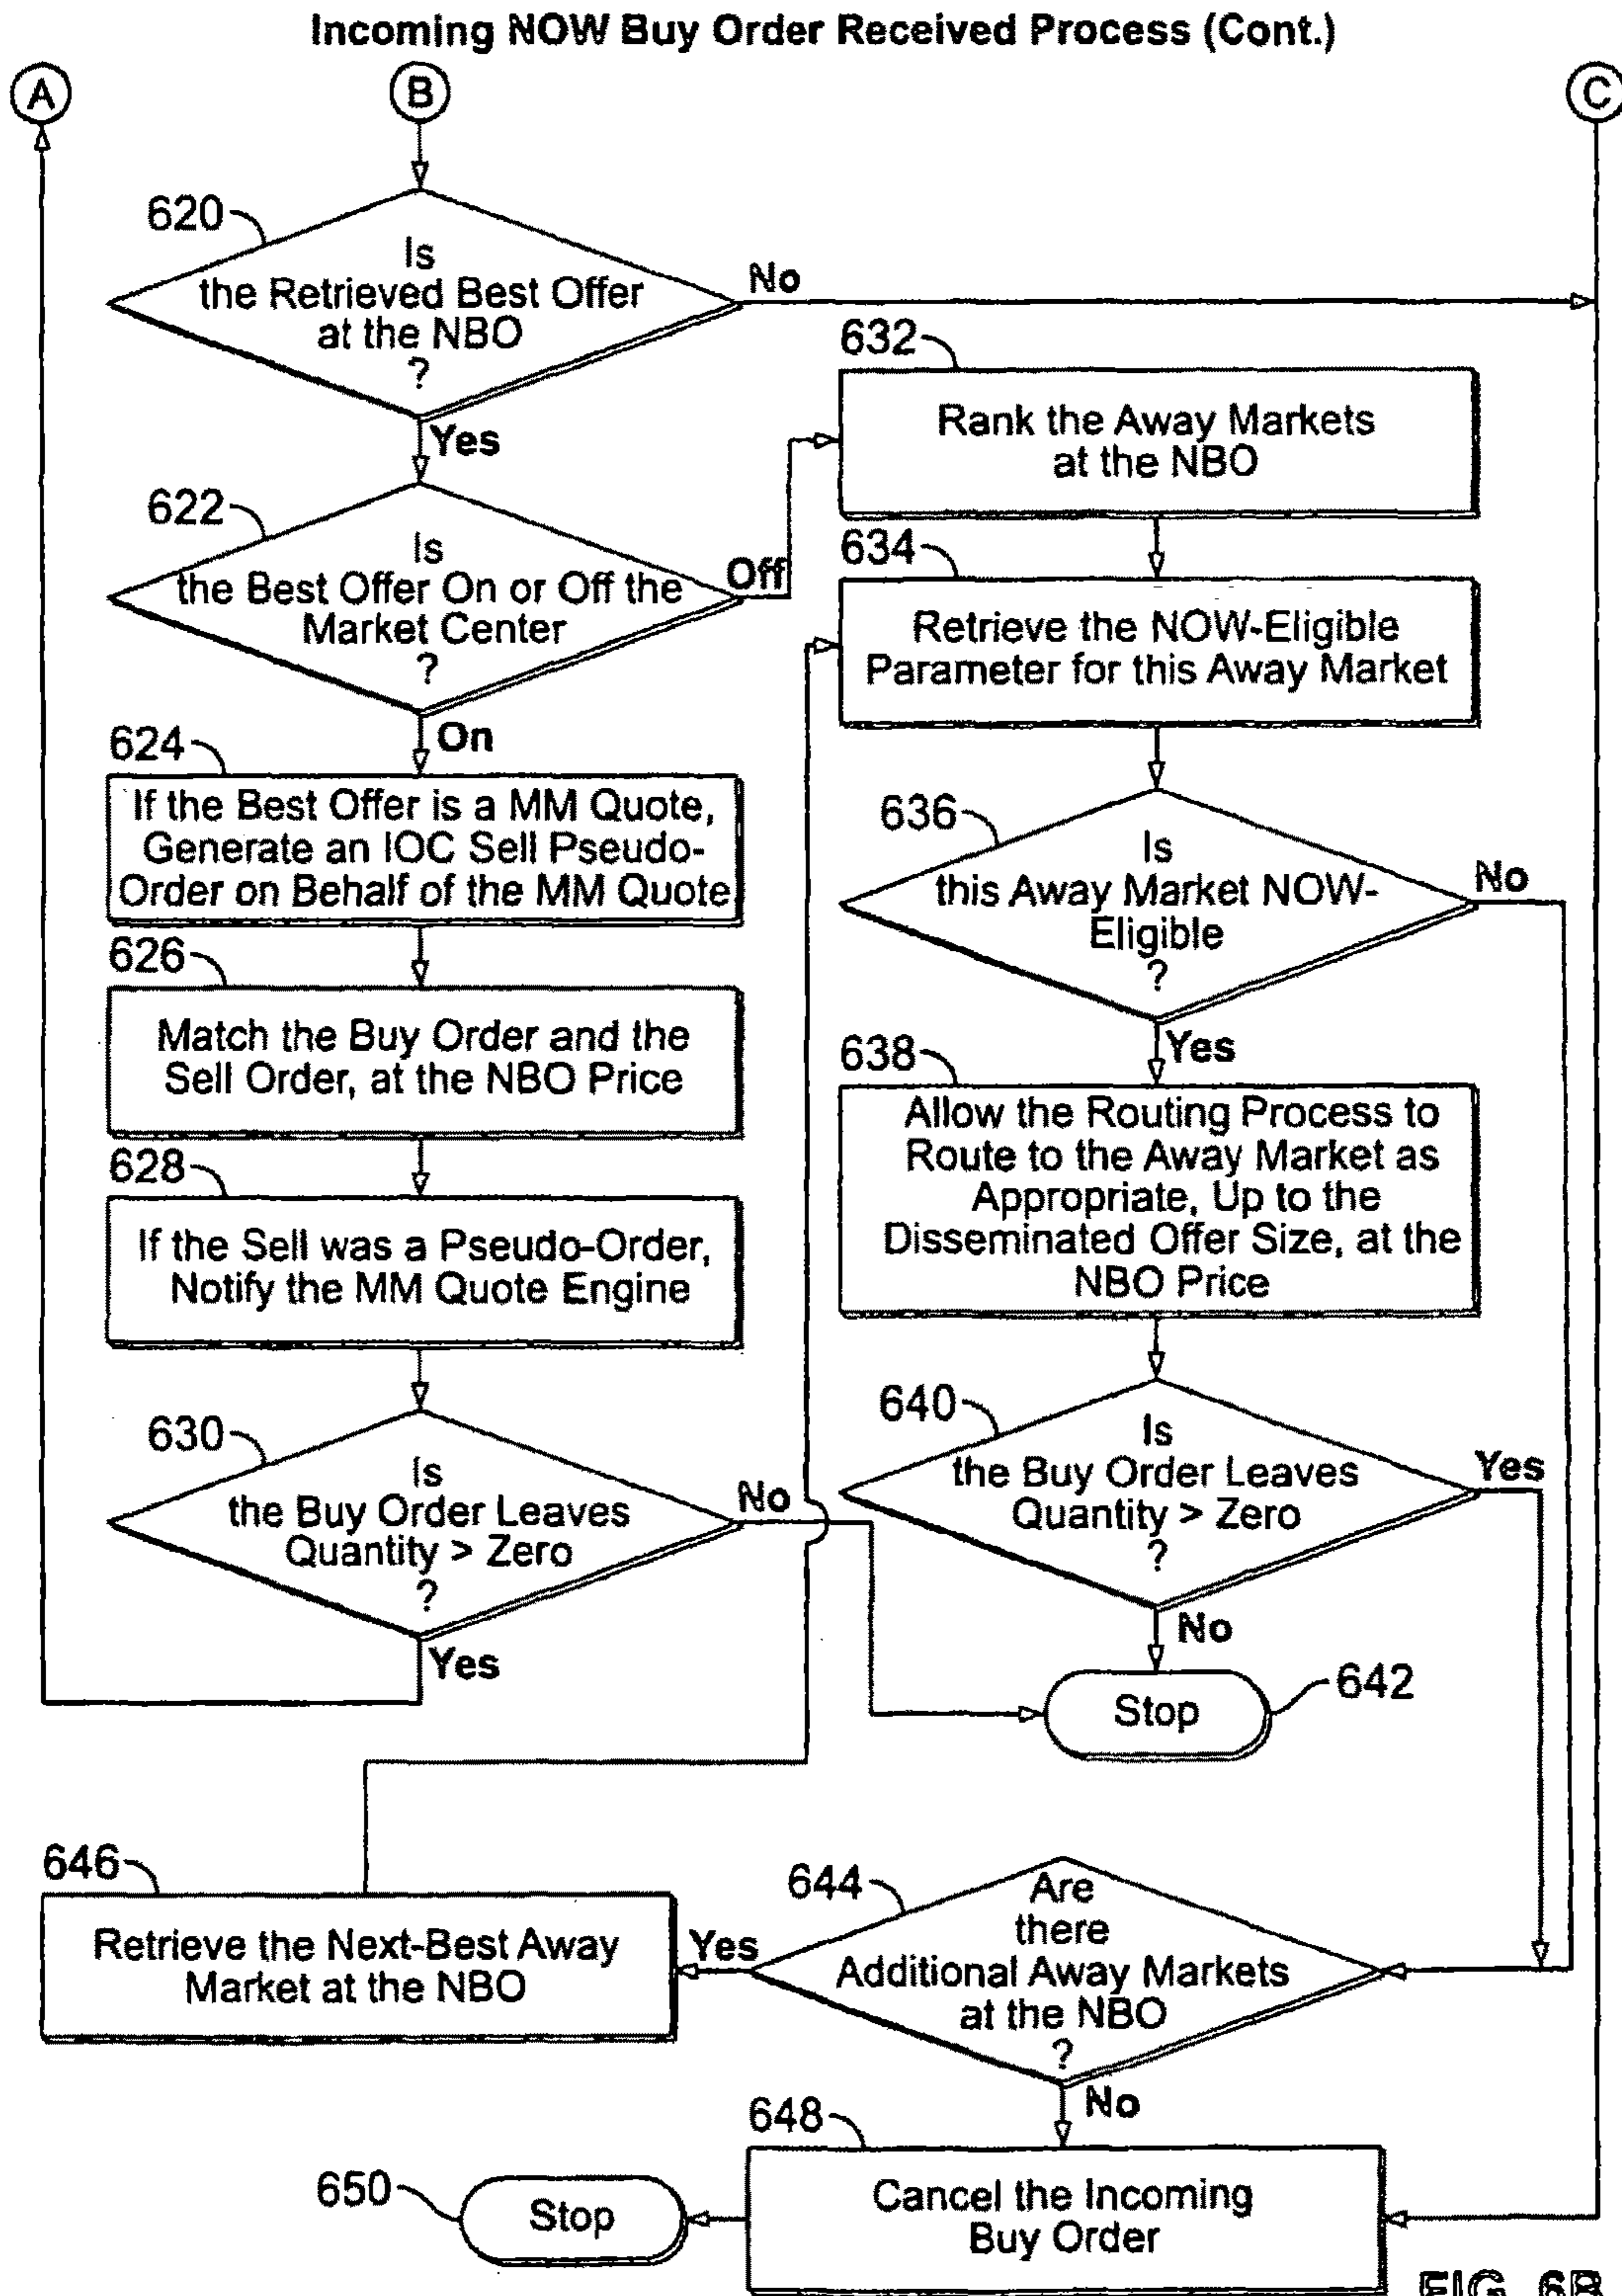 Incoming NOW Buy Order Received Process (Cont.)
A
B
C
620
Is
the Retrieved Best Offer
at the NBO
?
No
Yes
622
Is
the Best Offer On or Off the
Market Center
?
Off
On
624
If the Best Offer is a MM Quote,
Generate an IOC Sell Pseudo-
Order on Behalf of the MM Quote
626
Match the Buy Order and the
Sell Order, at the NBO Price
628
If the Sell was a Pseudo-Order,
Notify the MM Quote Engine
630
Is
the Buy Order Leaves
Quantity > Zero
?
No
Yes
632
Rank the Away Markets
at the NBO
634
Retrieve the NOW-Eligible
Parameter for this Away Market
636
Is
this Away Market NOW-
Eligible
?
No
Yes
638
Allow the Routing Process to
Route to the Away Market as
Appropriate, Up to the
Disseminated Offer Size, at the
NBO Price
640
Is
the Buy Order Leaves
Quantity > Zero
?
Yes
No
Stop
642
644
Are
there
Additional Away Markets
at the NBO
?
Yes
No
646
Retrieve the Next-Best Away
Market at the NBO
648
Cancel the Incoming
Buy Order
650
Stop
FIG. 6B